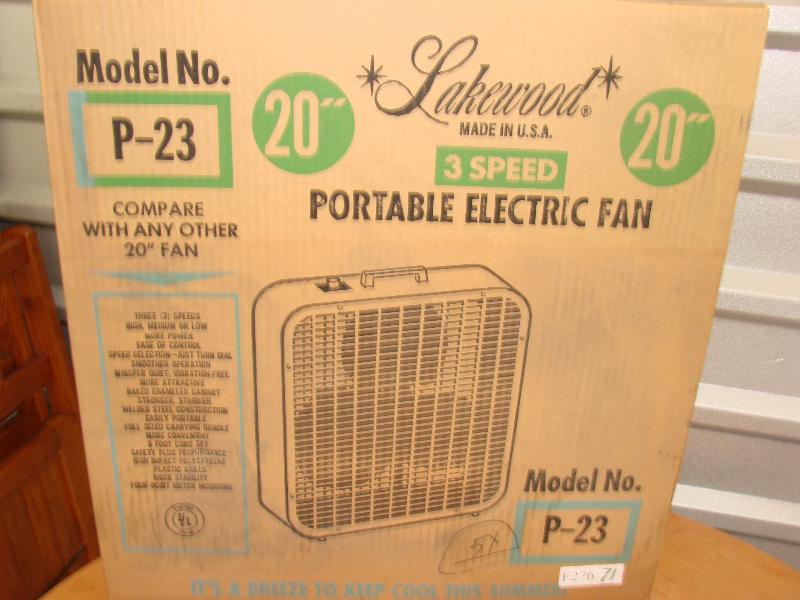 Model No.
P-23
20"
Lakewood®
MADE IN U.S.A.
20"
3 SPEED
PORTABLE ELECTRIC FAN
COMPARE
WITH ANY OTHER
20" FAN
THREE (3) SPEEDS
HIGH, MEDIUM OR LOW
MORE POWER
EASE OF CONTROL
SPEED SELECTION—JUST TURN DIAL
SMOOTHER OPERATION
WHISPER QUIET, VIBRATION-FREE
MORE ATTRACTIVE
BAKED ENAMELED CABINET
STRONGER, STURDIER
WELDED STEEL CONSTRUCTION
EASILY PORTABLE
FULL SIZED CARRYING HANDLE
MORE CONVENIENT
6 FOOT CORD SET
SAFETY PLUS PERFORMANCE
HIGH IMPACT POLYSTYRENE
PLASTIC GRILLS
MORE STABILITY
FOUR-POINT MOTOR MOUNTING
UL
Model No.
P-23
5X
F276 71
IT'S A BREEZE TO KEEP COOL THIS SUMMER!